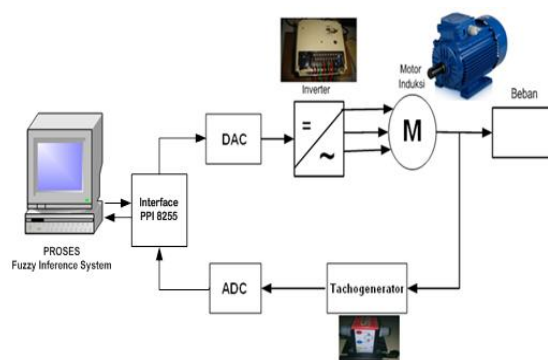 Inverter
Motor
Induksi
Beban
DAC
=
~
M
Interface
PPI 8255
PROSES
Fuzzy Inference System
ADC
Tachogenerator